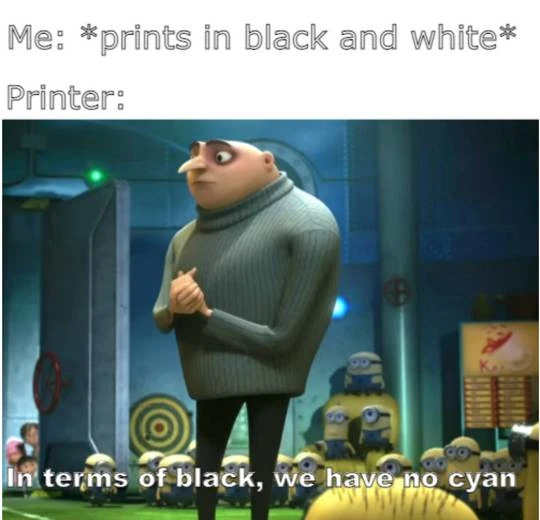 Me: *prints in black and white*
Printer:
In terms of black, we have no cyan